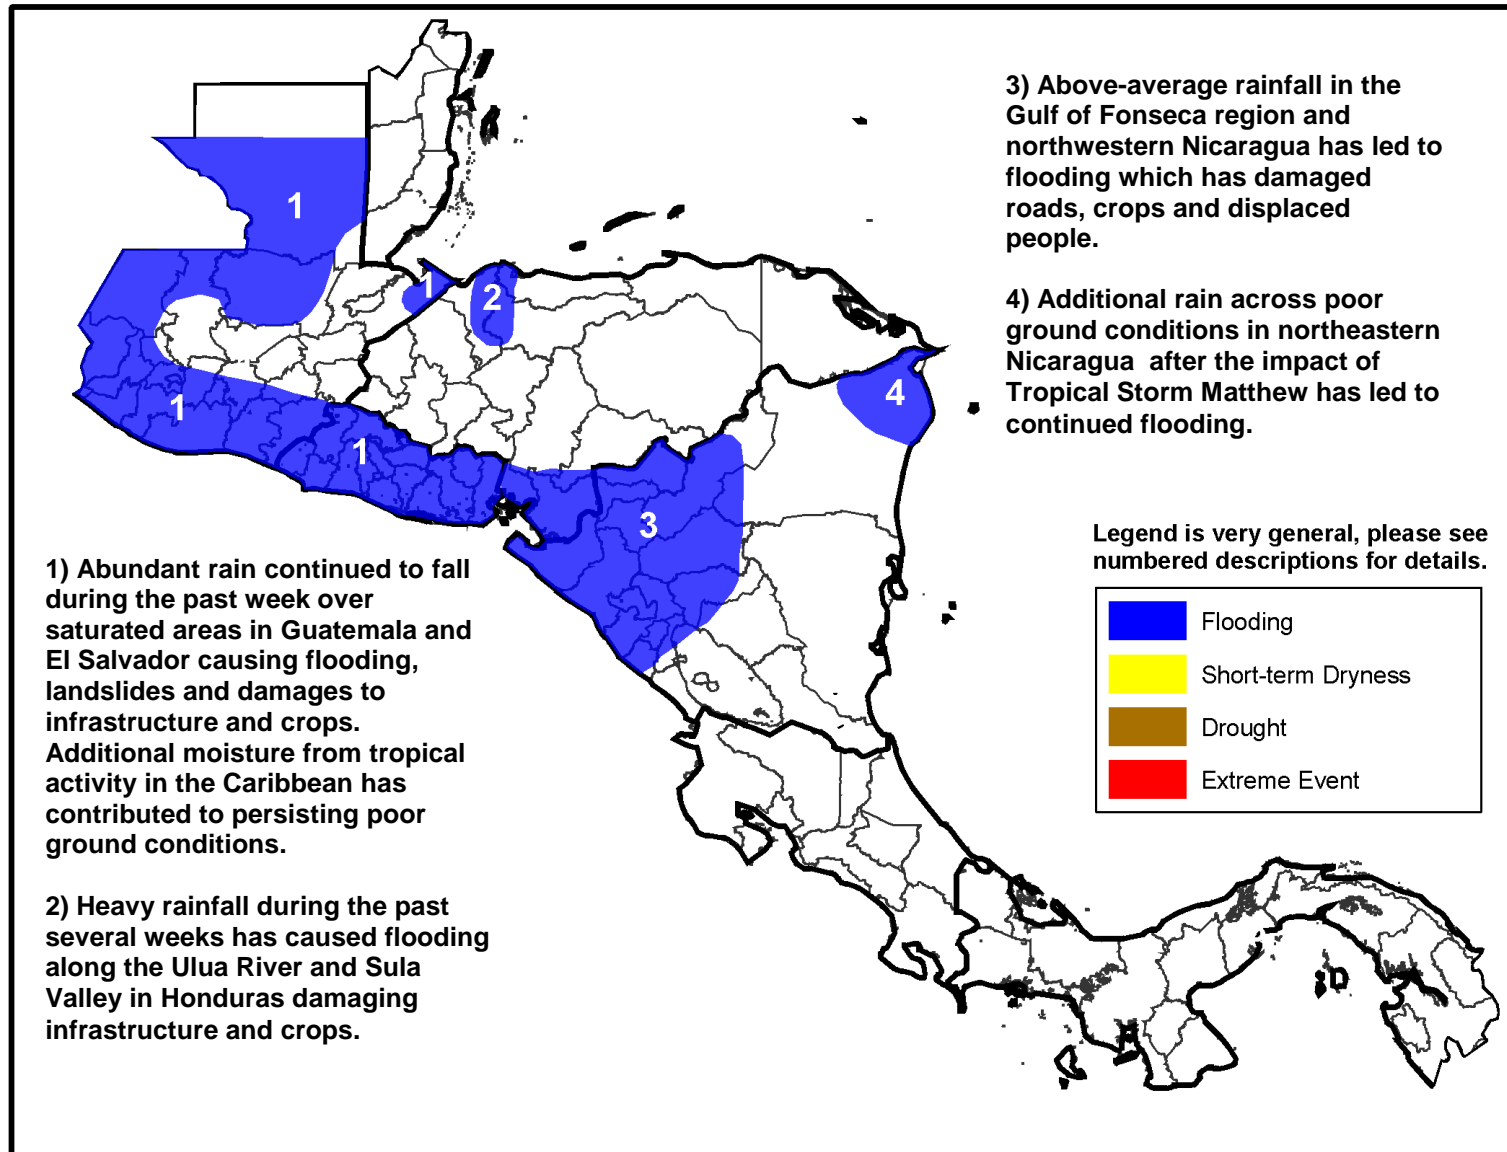 3) Above-average rainfall in the
Gulf of Fonseca region and
northwestern Nicaragua has led to
flooding which has damaged
roads, crops and displaced
people.
4) Additional rain across poor
ground conditions in northeastern
Nicaragua  after the impact of
Tropical Storm Matthew has led to
continued flooding.
1
1
2
4
1
1
3
1) Abundant rain continued to fall
during the past week over
saturated areas in Guatemala and
El Salvador causing flooding,
landslides and damages to
infrastructure and crops.
Additional moisture from tropical
activity in the Caribbean has
contributed to persisting poor
ground conditions.
2) Heavy rainfall during the past
several weeks has caused flooding
along the Ulua River and Sula
Valley in Honduras damaging
infrastructure and crops.
Legend is very general, please see
numbered descriptions for details.
Flooding
Short-term Dryness
Drought
Extreme Event